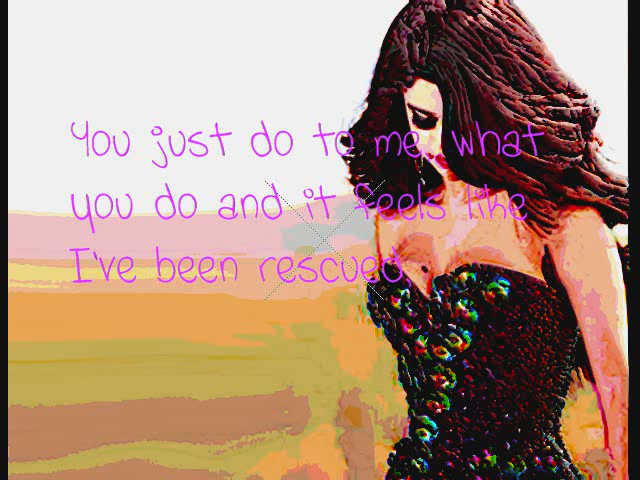 You just do to me, what
you do and it feels like
I've been rescued